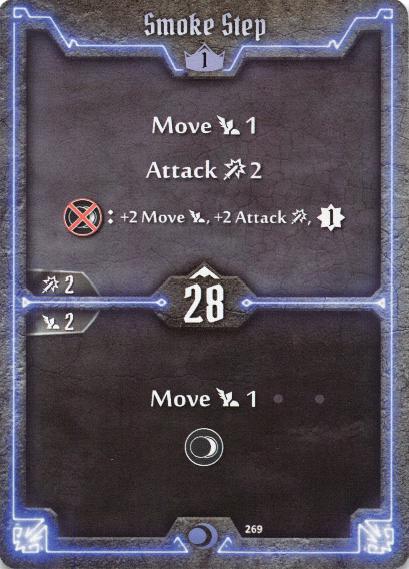 Smoke Step
1
Move 1
Attack 2
: +2 Move , +2 Attack , 1
2
28
2
Move 1
269